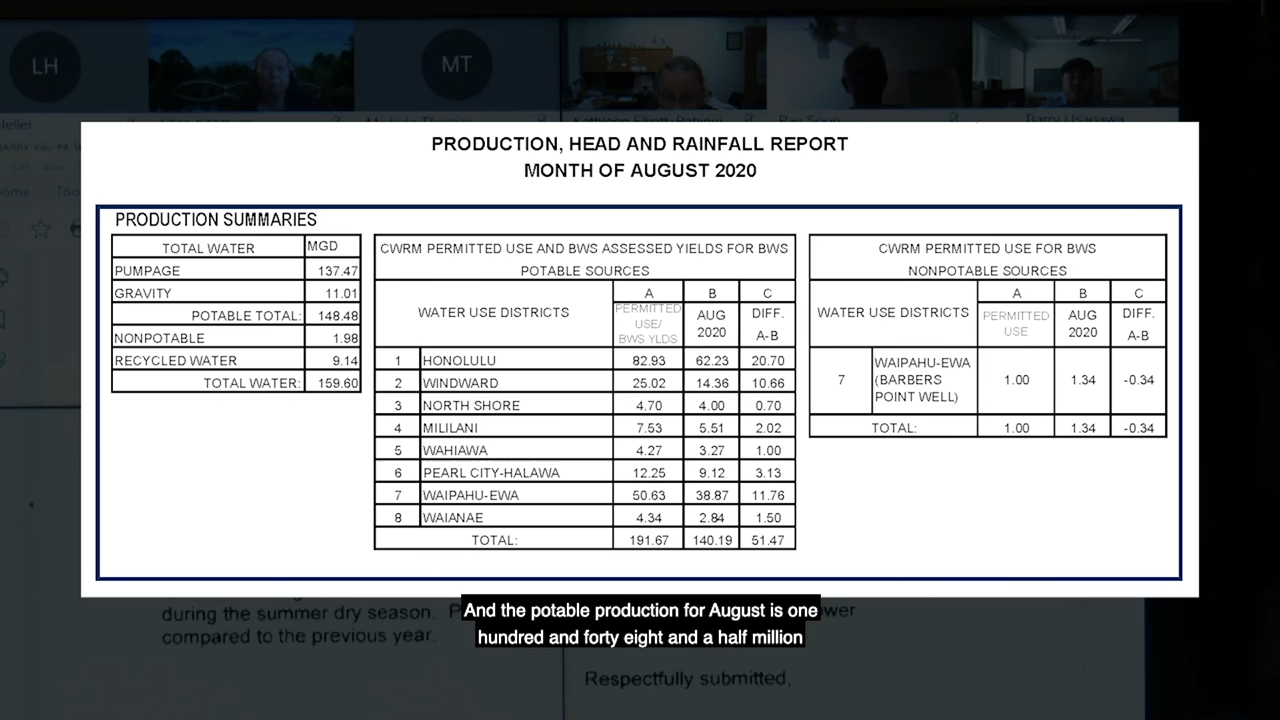 LH
MT
Barry Usagawa
PRODUCTION, HEAD AND RAINFALL REPORT
MONTH OF AUGUST 2020
PRODUCTION SUMMARIES
TOTAL WATER MGD
PUMPAGE 137.47
GRAVITY 11.01
POTABLE TOTAL: 148.48
NONPOTABLE 1.98
RECYCLED WATER 9.14
TOTAL WATER: 159.60
CWRM PERMITTED USE AND BWS ASSESSED YIELDS FOR BWS
POTABLE SOURCES
WATER USE DISTRICTS
A B C
PERMITTED USE/ BWS YLDS
AUG 2020
DIFF. A-B
1 HONOLULU 82.93 62.23 20.70
2 WINDWARD 25.02 14.36 10.66
3 NORTH SHORE 4.70 4.00 0.70
4 MILILANI 7.53 5.51 2.02
5 WAHIAWA 4.27 3.27 1.00
6 PEARL CITY-HALAWA 12.25 9.12 3.13
7 WAIPAHU-EWA 50.63 38.87 11.76
8 WAIANAE 4.34 2.84 1.50
TOTAL: 191.67 140.19 51.47
CWRM PERMITTED USE FOR BWS
NONPOTABLE SOURCES
WATER USE DISTRICTS
A B C
PERMITTED USE
AUG 2020
DIFF. A-B
7 WAIPAHU-EWA (BARBERS POINT WELL) 1.00 1.34 -0.34
TOTAL: 1.00 1.34 -0.34
during the summer dry season.
compared to the previous year.
And the potable production for August is one
hundred and forty eight and a half million
Respectfully submitted,